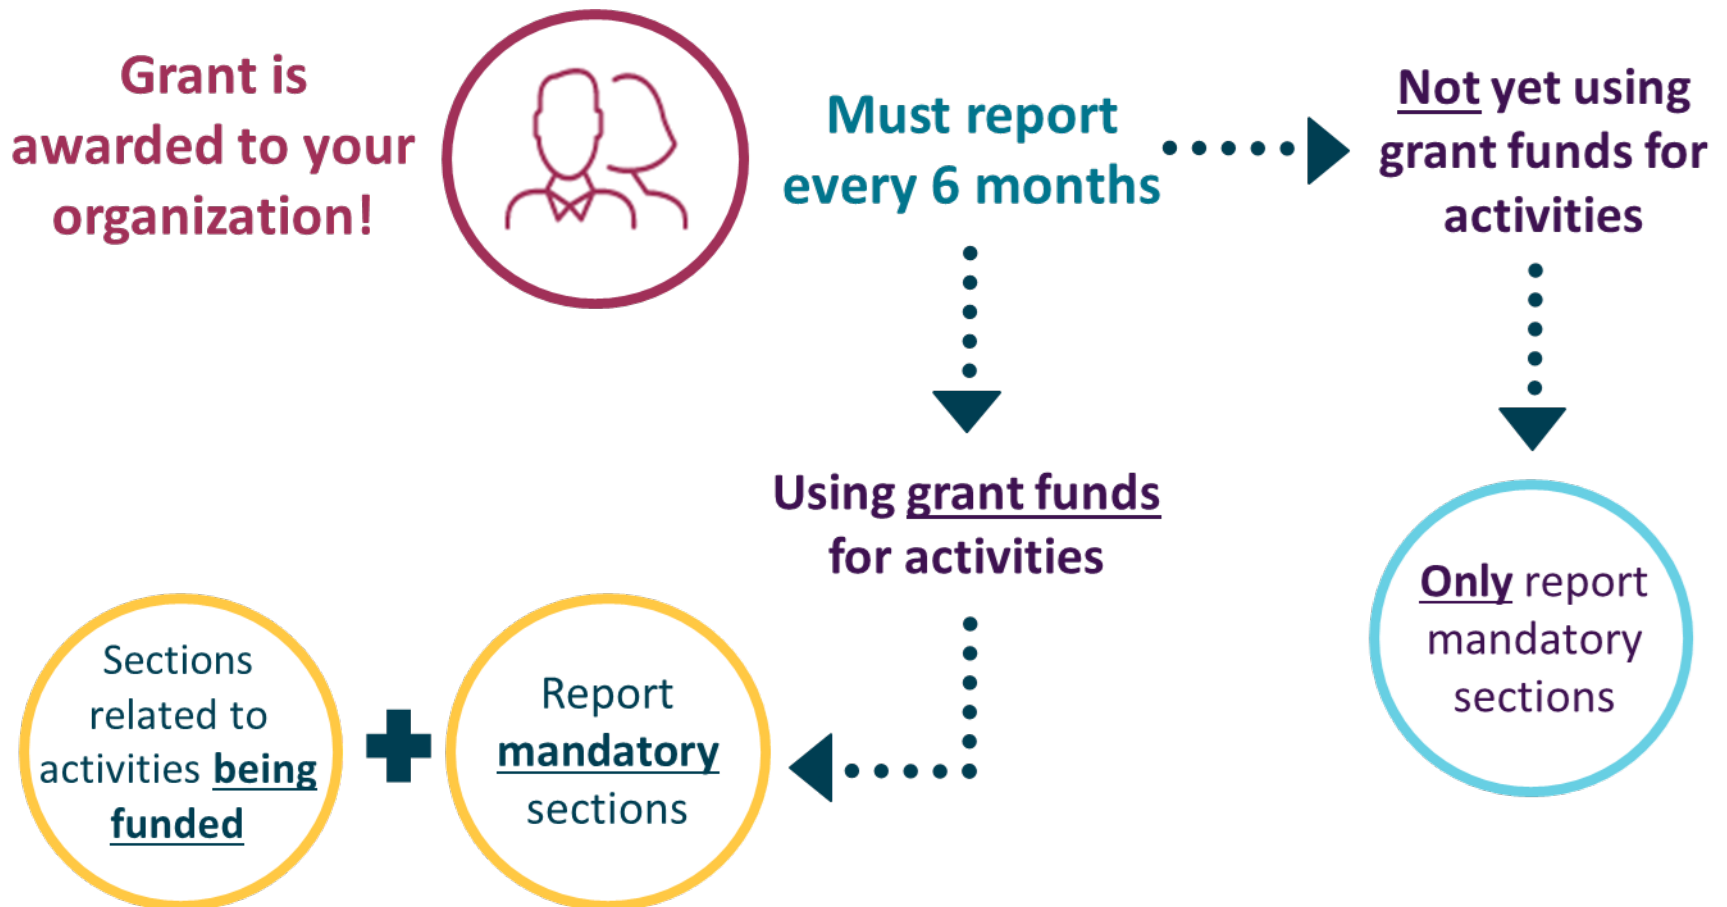 Grant is
awarded to your
organization!
Must report
every 6 months
Not yet using
grant funds for
activities
Using grant funds
for activities
Only report
mandatory
sections
Report
mandatory
sections
Sections
related to
activities being
funded